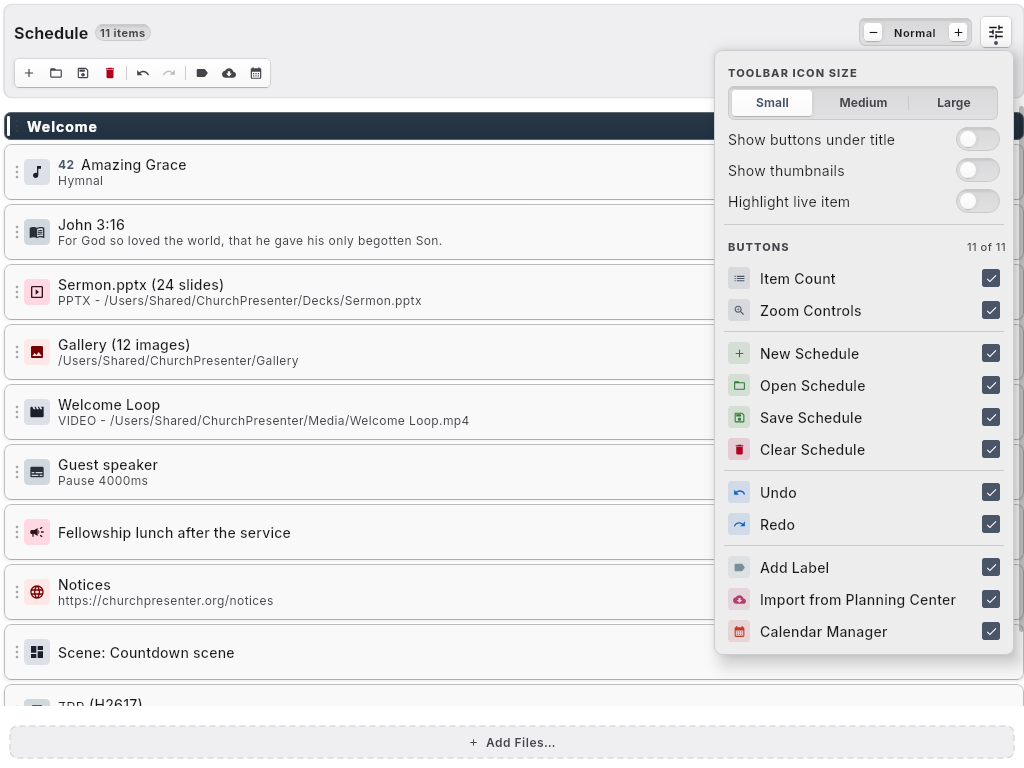 Schedule 11 items
Normal
TOOLBAR ICON SIZE
Small Medium Large
Show buttons under title
Show thumbnails
Highlight live item
BUTTONS 11 of 11
Item Count
Zoom Controls
New Schedule
Open Schedule
Save Schedule
Clear Schedule
Undo
Redo
Add Label
Import from Planning Center
Calendar Manager
Welcome
42 Amazing Grace
Hymnal
John 3:16
For God so loved the world, that he gave his only begotten Son.
Sermon.pptx (24 slides)
PPTX - /Users/Shared/ChurchPresenter/Decks/Sermon.pptx
Gallery (12 images)
/Users/Shared/ChurchPresenter/Gallery
Welcome Loop
VIDEO - /Users/Shared/ChurchPresenter/Media/Welcome Loop.mp4
Guest speaker
Pause 4000ms
Fellowship lunch after the service
Notices
https://churchpresenter.org/notices
Scene: Countdown scene
(H2617)
+ Add Files...